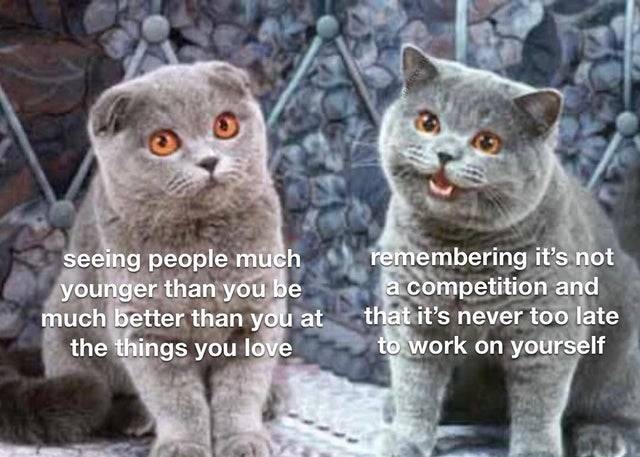 seeing people much
younger than you be
much better than you at
the things you love
remembering it's not
a competition and
that it's never too late
to work on yourself